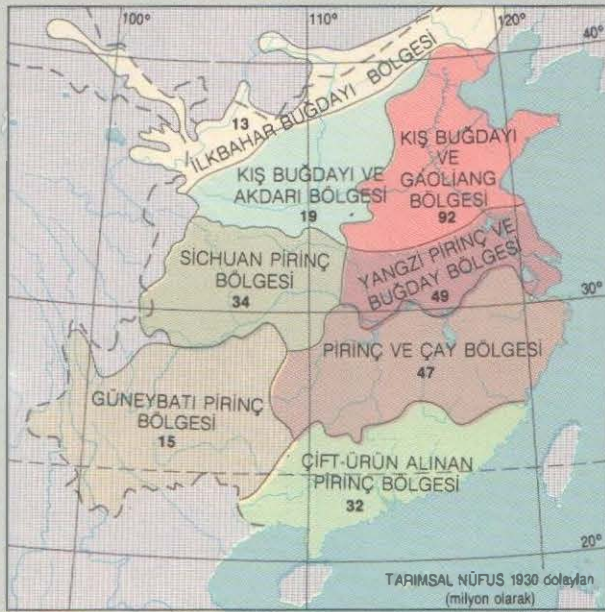 100°
110°
120°
40°
13
İLKBAHAR BUĞDAYI BÖLGESİ
KIŞ BUĞDAYI
VE
GAOLIANG
BÖLGESİ
92
KIŞ BUĞDAYI VE
AKDARI BÖLGESİ
19
SİCHUAN PİRİNÇ
BÖLGESİ
34
YANGZİ PİRİNÇ VE
BUĞDAY BÖLGESİ
49
30°
PİRİNÇ VE ÇAY BÖLGESİ
47
GÜNEYBATI PİRİNÇ
BÖLGESİ
15
ÇİFT-ÜRÜN ALINAN
PİRİNÇ BÖLGESİ
32
20°
TARIMSAL NÜFUS 1930 dolayları
(milyon olarak)